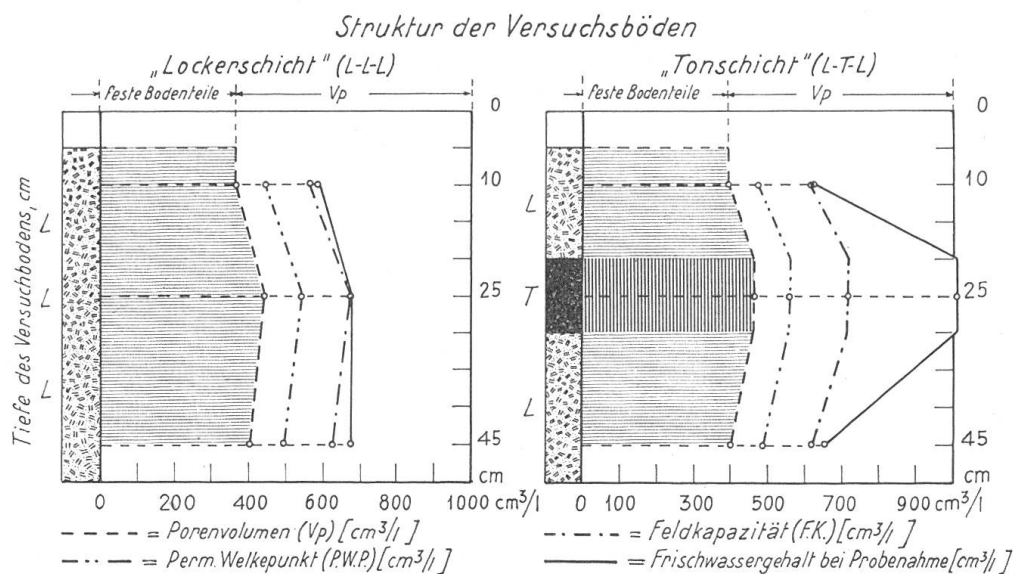 Struktur der Versuchsböden
„Lockerschicht" (L-L-L)
feste Bodenteile Vp 0
10
25
45
cm
Tiefe des Versuchbodens, cm
L
L
L
0 200 400 600 800 1000 cm³/l
„Tonschicht" (L-T-L)
feste Bodenteile Vp 0
10
25
45
cm
L
T
L
0 100 300 500 700 900 cm³/l
= Porenvolumen (Vp) [cm³/l]
= Perm. Welkepunkt (P.W.P.) [cm³/l]
= Feldkapazität (F.K.) [cm³/l]
= Frischwassergehalt bei Probenahme [cm³/l]